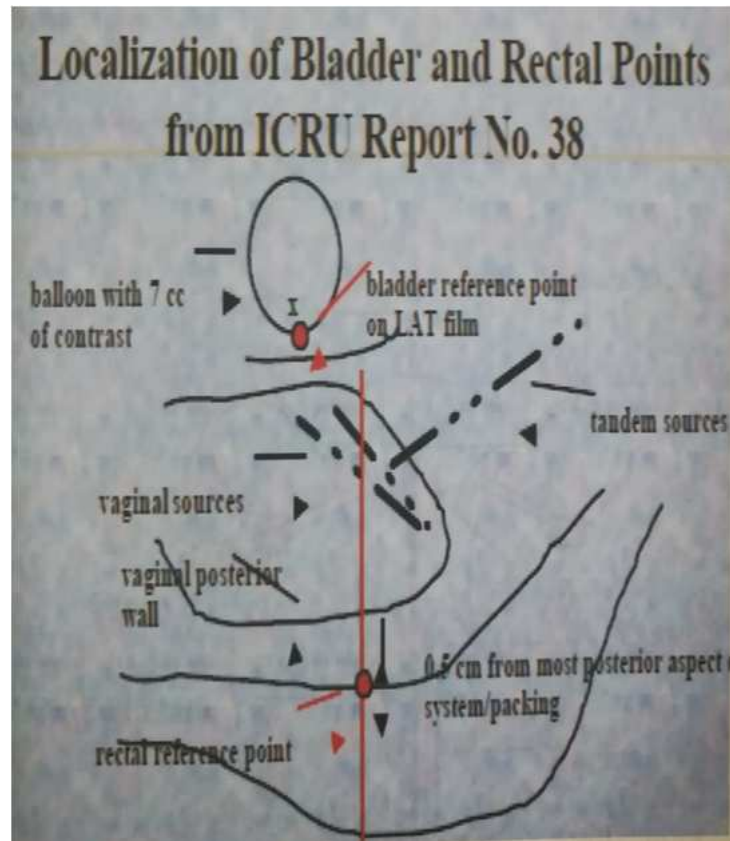 Localization of Bladder and Rectal Points
from ICRU Report No. 38
balloon with 7 cc
of contrast
x
bladder reference point
on LAT film
tandem sources
vaginal sources
vaginal posterior
wall
0.5 cm from most posterior aspect
system/packing
rectal reference point